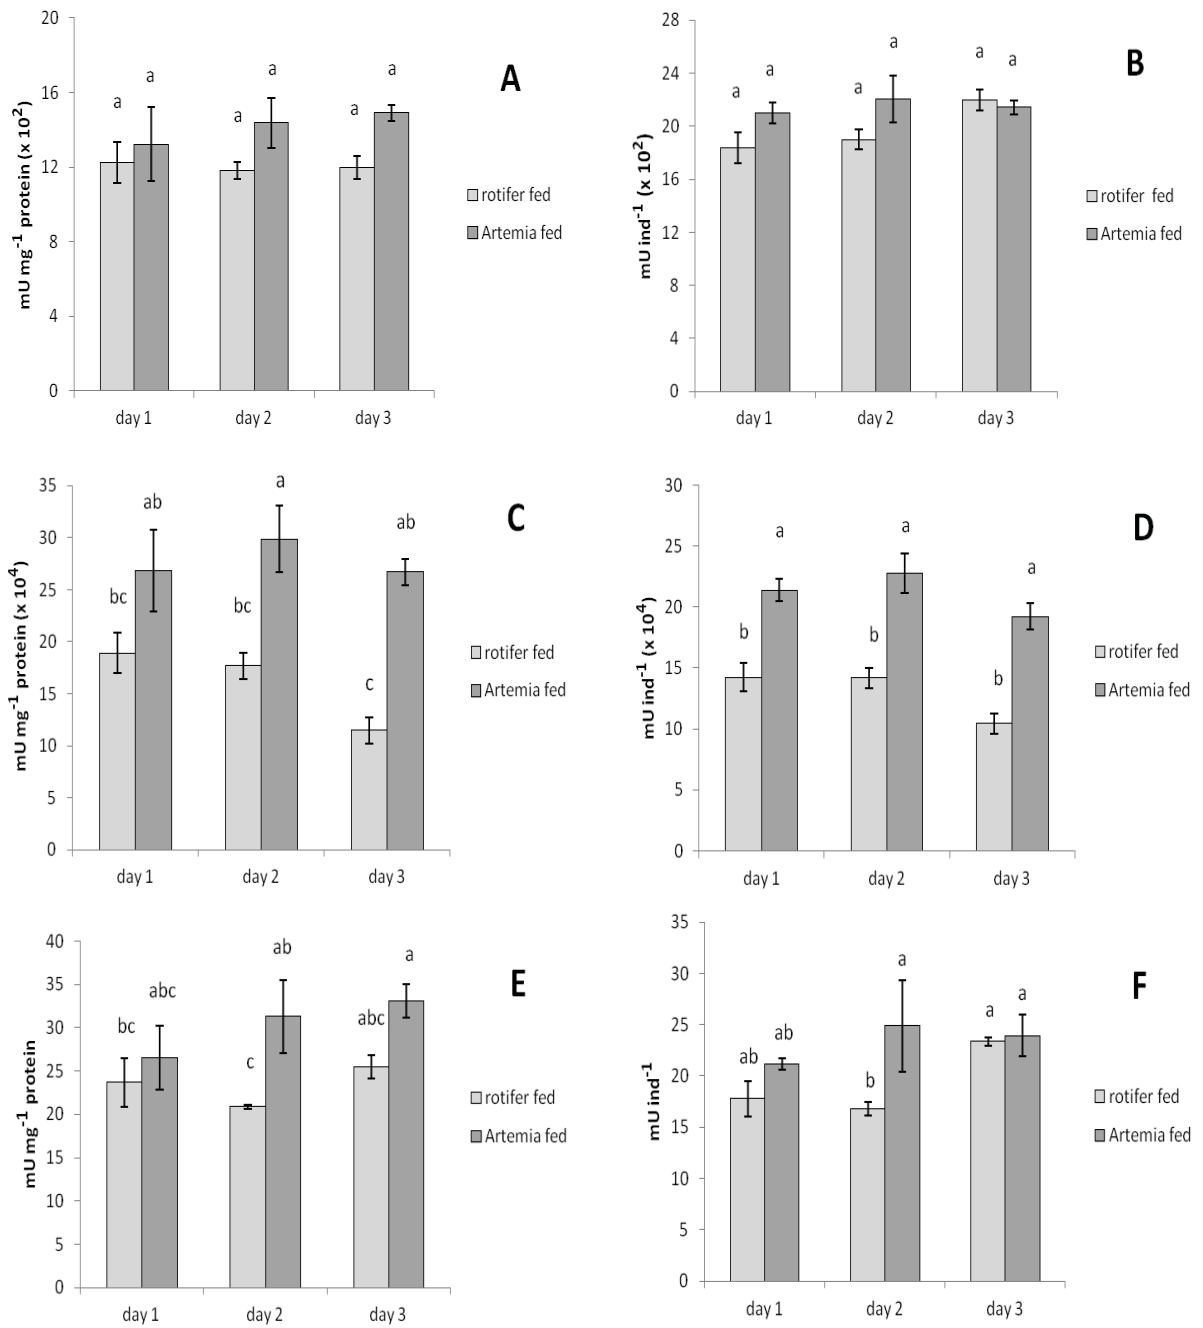 A
mU mg⁻¹ protein (x 10²)
20
16
12
8
4
0
a a a a a a
day 1 day 2 day 3
rotifer fed
Artemia fed
B
mU ind⁻¹ (x 10²)
28
24
20
16
12
8
4
0
a a a a a a
day 1 day 2 day 3
rotifer fed
Artemia fed
C
mU mg⁻¹ protein (x 10⁴)
35
30
25
20
15
10
5
0
bc ab bc a c ab
day 1 day 2 day 3
rotifer fed
Artemia fed
D
mU ind⁻¹ (x 10⁴)
30
25
20
15
10
5
0
b a b a b a
day 1 day 2 day 3
rotifer fed
Artemia fed
E
mU mg⁻¹ protein
40
35
30
25
20
15
10
5
0
bc abc c ab abc a
day 1 day 2 day 3
rotifer fed
Artemia fed
F
mU ind⁻¹
35
30
25
20
15
10
5
0
ab ab b a a a
day 1 day 2 day 3
rotifer fed
Artemia fed